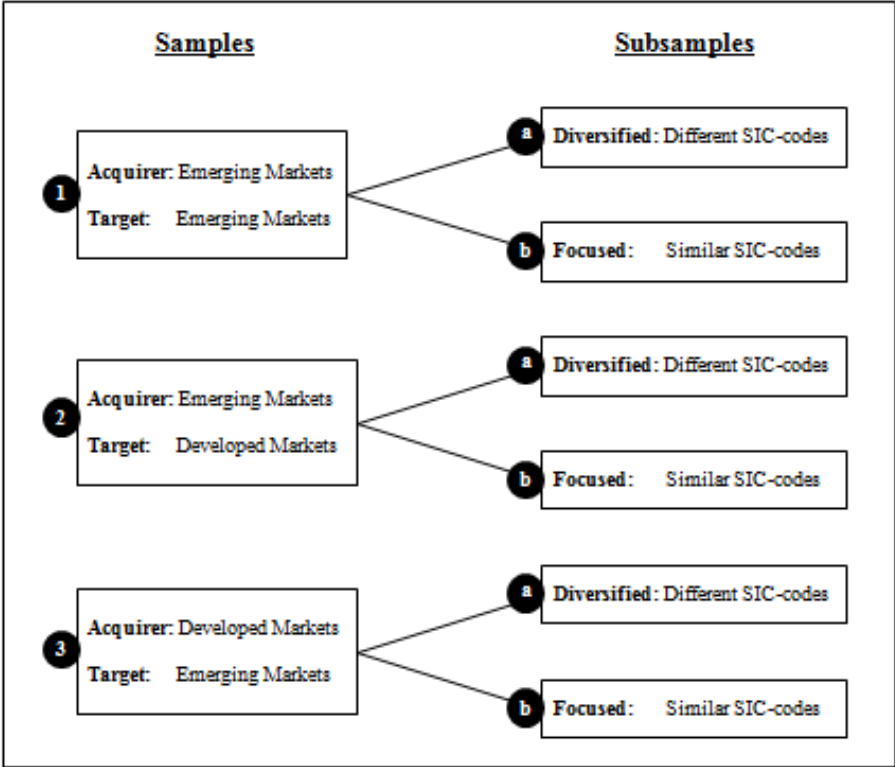 Samples
Subsamples
1
Acquirer: Emerging Markets
Target: Emerging Markets
a
Diversified: Different SIC-codes
b
Focused: Similar SIC-codes
2
Acquirer: Emerging Markets
Target: Developed Markets
a
Diversified: Different SIC-codes
b
Focused: Similar SIC-codes
3
Acquirer: Developed Markets
Target: Emerging Markets
a
Diversified: Different SIC-codes
b
Focused: Similar SIC-codes